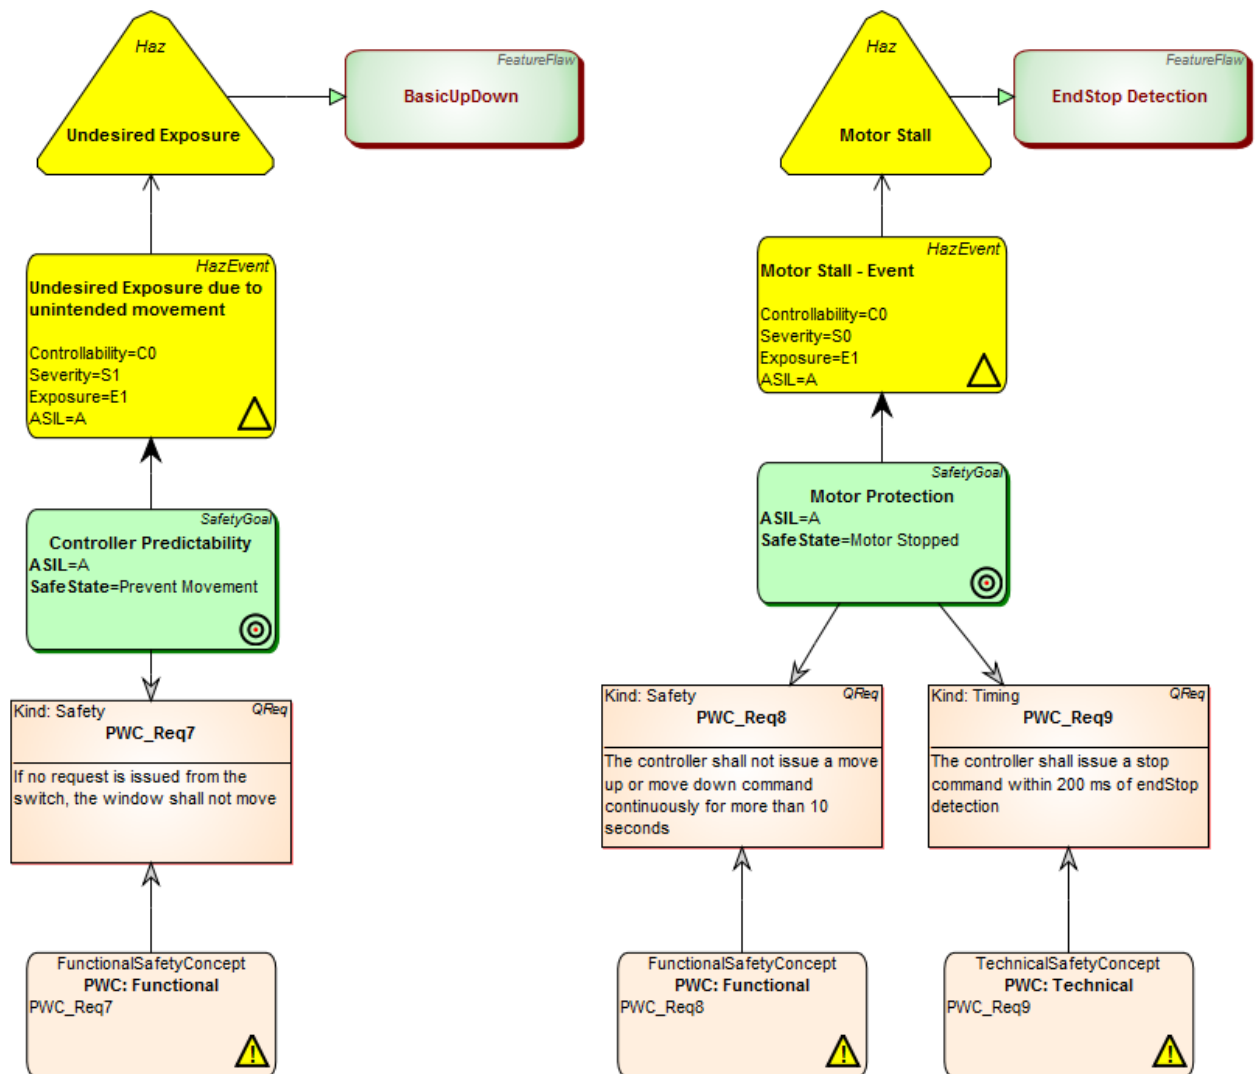 Haz
Undesired Exposure
FeatureFlaw
BasicUpDown
HazEvent
Undesired Exposure due to
unintended movement
Controllability=C0
Severity=S1
Exposure=E1
ASIL=A
SafetyGoal
Controller Predictability
ASIL=A
SafeState=Prevent Movement
Kind: Safety QReq
PWC_Req7
If no request is issued from the
switch, the window shall not move
FunctionalSafetyConcept
PWC: Functional
PWC_Req7
Haz
Motor Stall
FeatureFlaw
EndStop Detection
HazEvent
Motor Stall - Event
Controllability=C0
Severity=S0
Exposure=E1
ASIL=A
SafetyGoal
Motor Protection
ASIL=A
SafeState=Motor Stopped
Kind: Safety QReq
PWC_Req8
The controller shall not issue a move
up or move down command
continuously for more than 10
seconds
FunctionalSafetyConcept
PWC: Functional
PWC_Req8
Kind: Timing QReq
PWC_Req9
The controller shall issue a stop
command within 200 ms of endStop
detection
TechnicalSafetyConcept
PWC: Technical
PWC_Req9